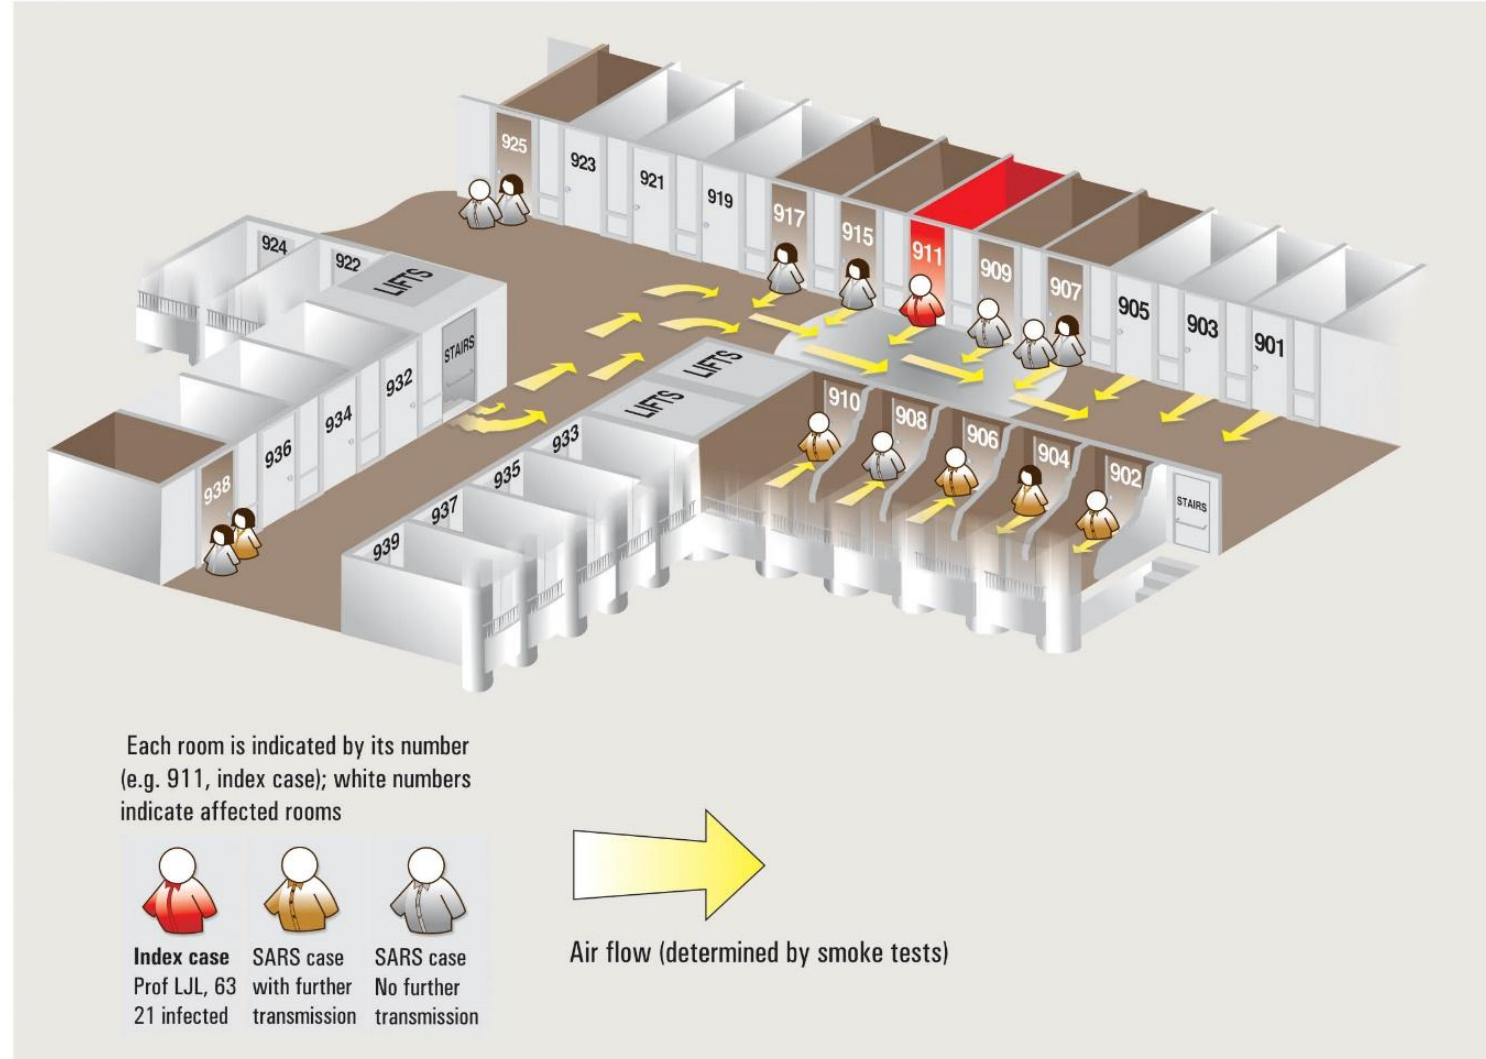 925
923
921
919
917
915
911
909
907
905
903
901
924
922
LIFTS
STAIRS
932
934
936
938
LIFTS
LIFTS
933
935
937
939
910
908
906
904
902
STAIRS
Each room is indicated by its number
(e.g. 911, index case); white numbers
indicate affected rooms
Index case
Prof LJL, 63
21 infected
SARS case
with further
transmission
SARS case
No further
transmission
Air flow (determined by smoke tests)